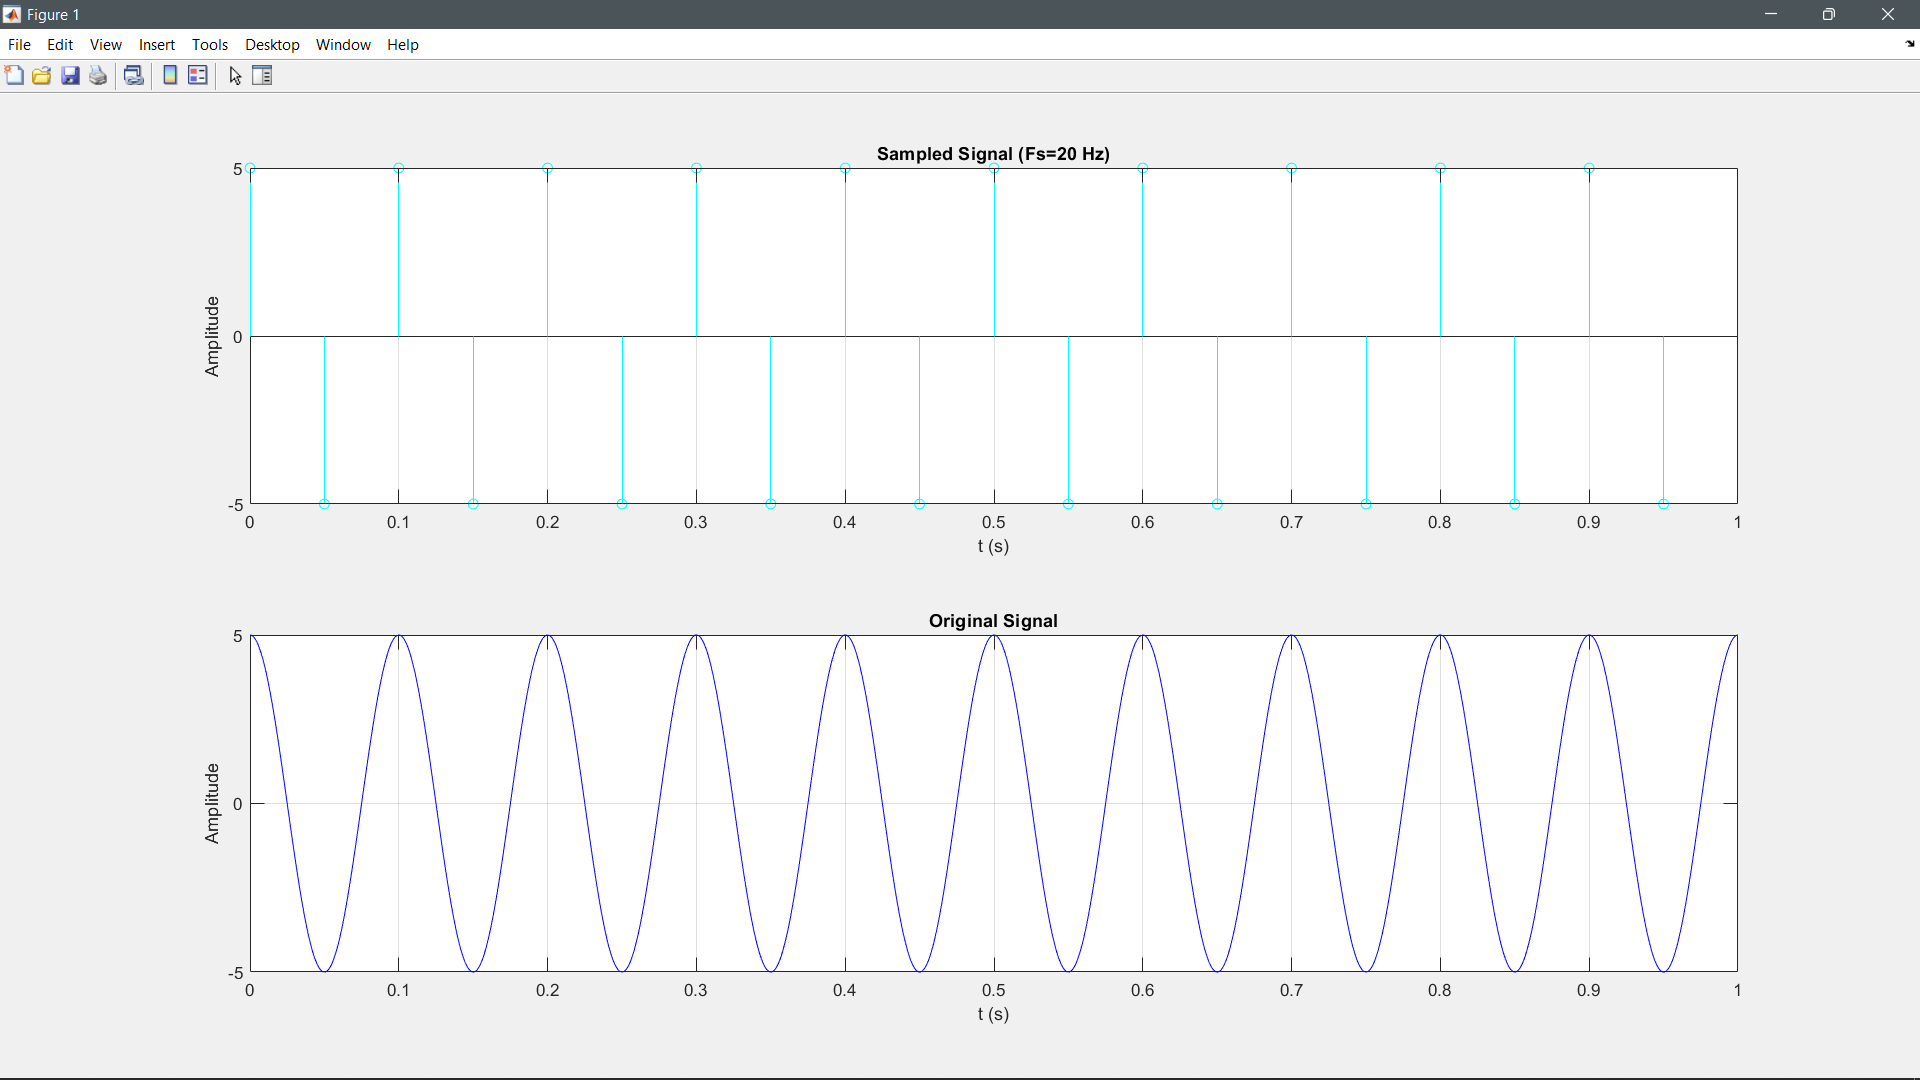 Figure 1
File Edit View Insert Tools Desktop Window Help
Sampled Signal (Fs=20 Hz)
5
0
-5
Amplitude
0 0.1 0.2 0.3 0.4 0.5 0.6 0.7 0.8 0.9 1
t (s)
Original Signal
5
0
-5
Amplitude
0 0.1 0.2 0.3 0.4 0.5 0.6 0.7 0.8 0.9 1
t (s)